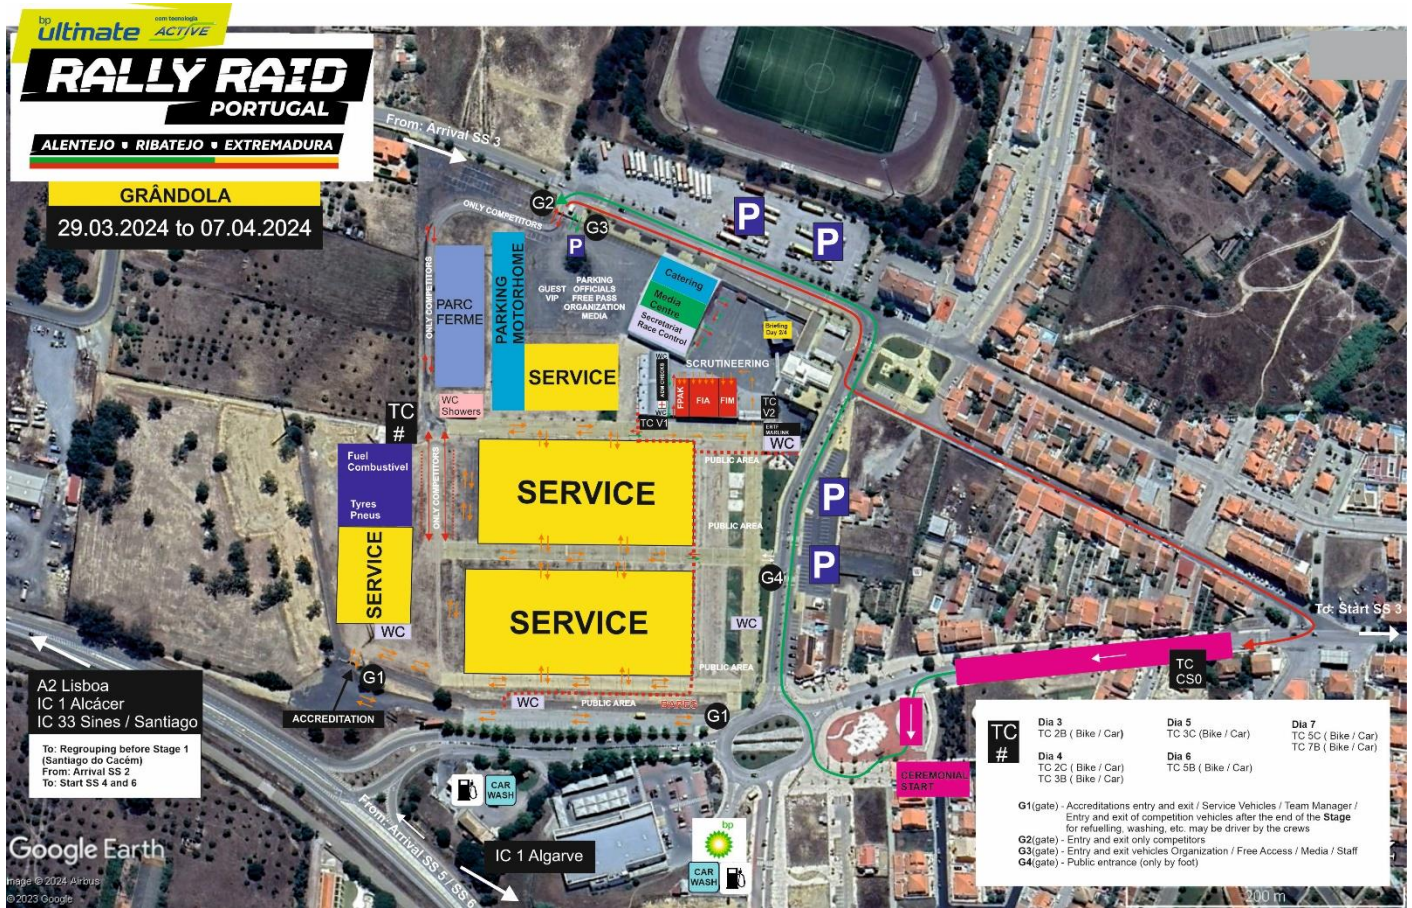 bp
ultimate
com tecnologia
ACTIVE
RALLY RAID
PORTUGAL
ALENTEJO RIBATEJO EXTREMADURA
GRÂNDOLA
29.03.2024 to 07.04.2024
From: Arrival SS 3
ONLY COMPETITORS
G2
G3
P
P
P
ONLY COMPETITORS
PARC
FERME
PARKING
MOTORHOME
GUEST
VIP
PARKING
OFFICIALS
FREE PASS
ORGANIZATION
MEDIA
Catering
Media
Centre
Secretariat
Race Control
Briefing
Day 2/4
SCRUTINEERING
SERVICE
WC
Showers
WC
ADM CHECKS
WC
FPAK
FIA
FIM
TC V1
TC
V2
WC
PUBLIC AREA
TC
#
Fuel
Combustivel
Tyres
Pneus
ONLY COMPETITORS
SERVICE
PUBLIC AREA
P
P
G4
SERVICE
SERVICE
WC
WC
PUBLIC AREA
G1
ACCREDITATION
WC
PUBLIC AREA
G1
A2 Lisboa
IC 1 Alcácer
IC 33 Sines / Santiago
To: Regrouping before Stage 1
(Santiago do Cacém)
From: Arrival SS 2
To: Start SS 4 and 6
From: Arrival SS 5 / SS 6
IC 1 Algarve
CAR
WASH
bp
CAR
WASH
To: Start SS 3
TC
CS0
CEREMONIAL
START
TC
#
Dia 3
TC 2B ( Bike / Car)
Dia 4
TC 2C ( Bike / Car)
TC 3B ( Bike / Car)
Dia 5
TC 3C (Bike / Car)
Dia 6
TC 5B ( Bike / Car)
Dia 7
TC 5C ( Bike / Car)
TC 7B ( Bike / Car)
G1(gate) - Accreditations entry and exit / Service Vehicles / Team Manager /
Entry and exit of competition vehicles after the end of the Stage
for refuelling, washing, etc. may be driver by the crews
G2(gate) - Entry and exit only competitors
G3(gate) - Entry and exit vehicles Organization / Free Access / Media / Staff
G4(gate) - Public entrance (only by foot)
200 m
Google Earth
Image © 2024 Airbus
© 2023 Google